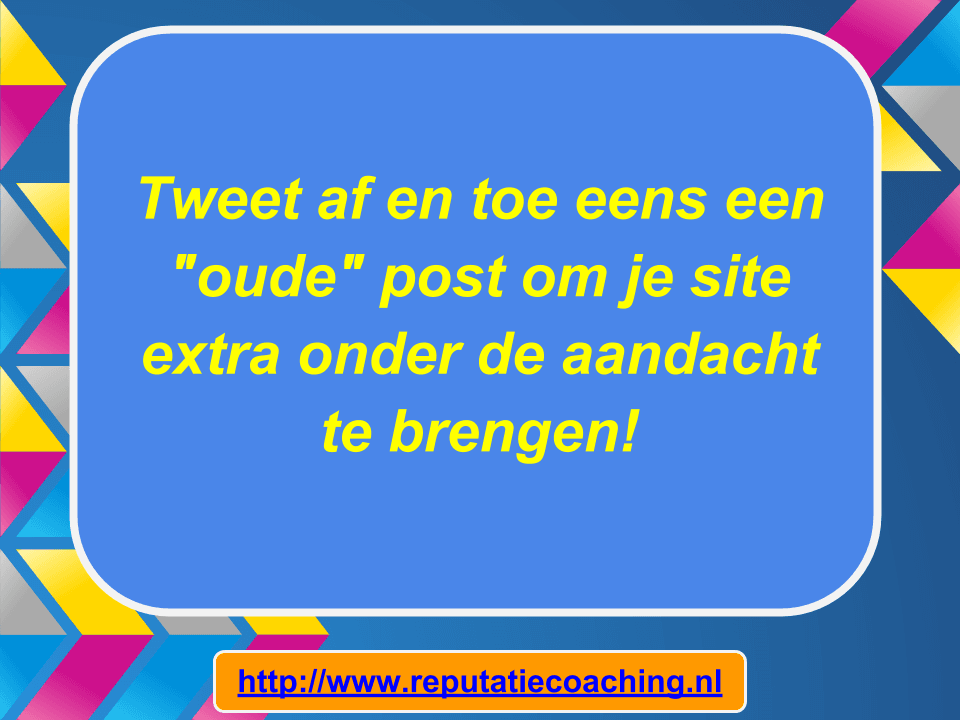 Tweet af en toe eens een
"oude" post om je site
extra onder de aandacht
te brengen!
http://www.reputatiecoaching.nl